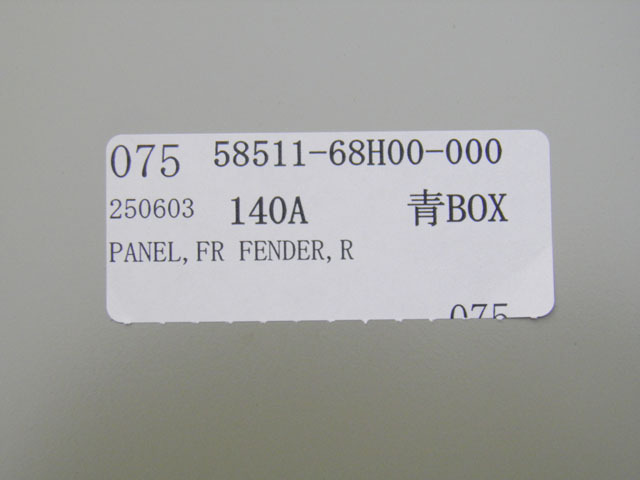 075 58511-68H00-000
250603 140A 青BOX
PANEL,FR FENDER,R
075